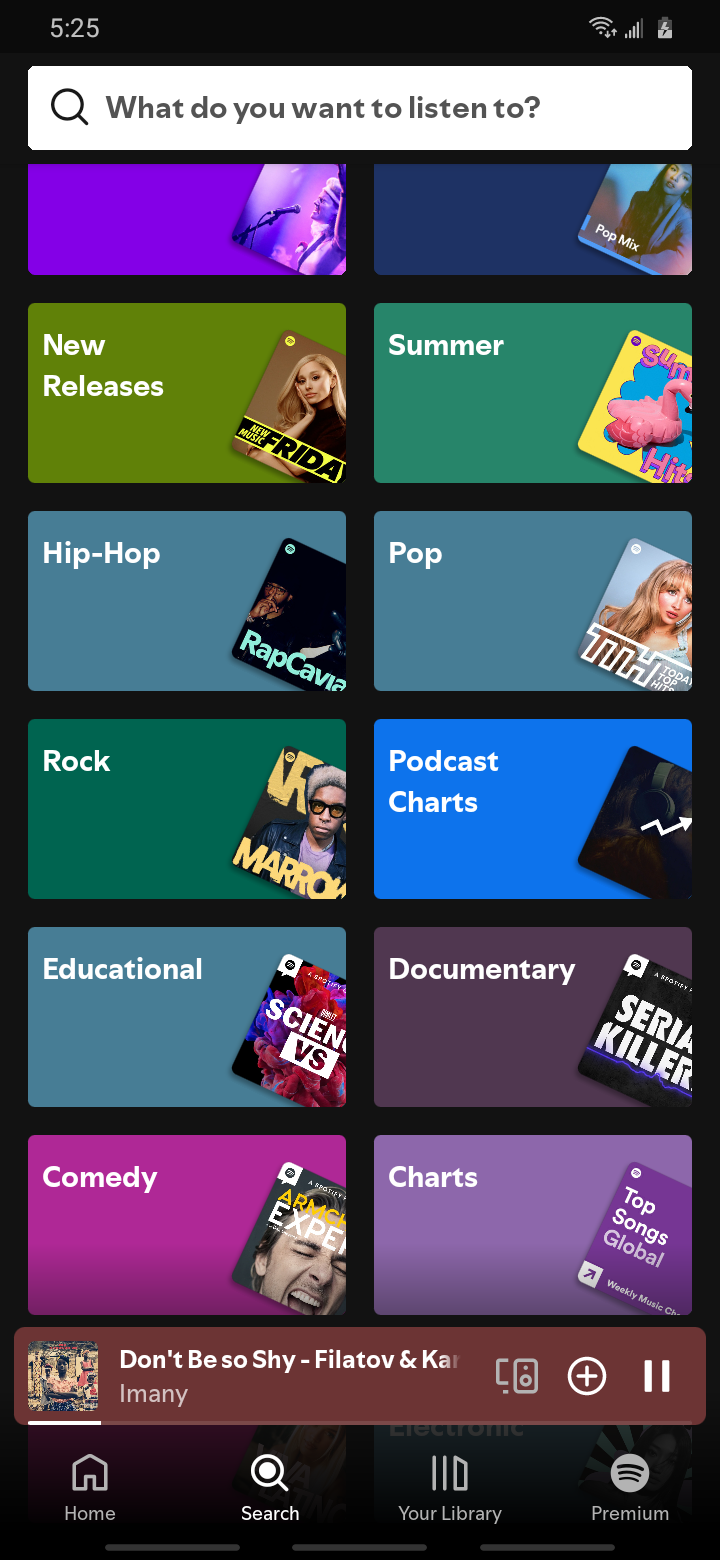 5:25
What do you want to listen to?
Pop Mix
New
Releases
NEW
MUSIC
FRIDA
Summer
Hits
Hip-Hop
RapCavia
Pop
TTH
TODAY
TOP
HITS
Rock
MARROW
Podcast
Charts
Educational
A SPOTIFY
SCIEN
VS
Documentary
A SPOTIFY
SERIA
KILLER
Comedy
A SPOTIFY
ARMCH
EXPE
Charts
Top
Songs
Global
Weekly Music Ch
Don't Be so Shy - Filatov & Kar
Imany
Electronic
Home
Search
Your Library
Premium